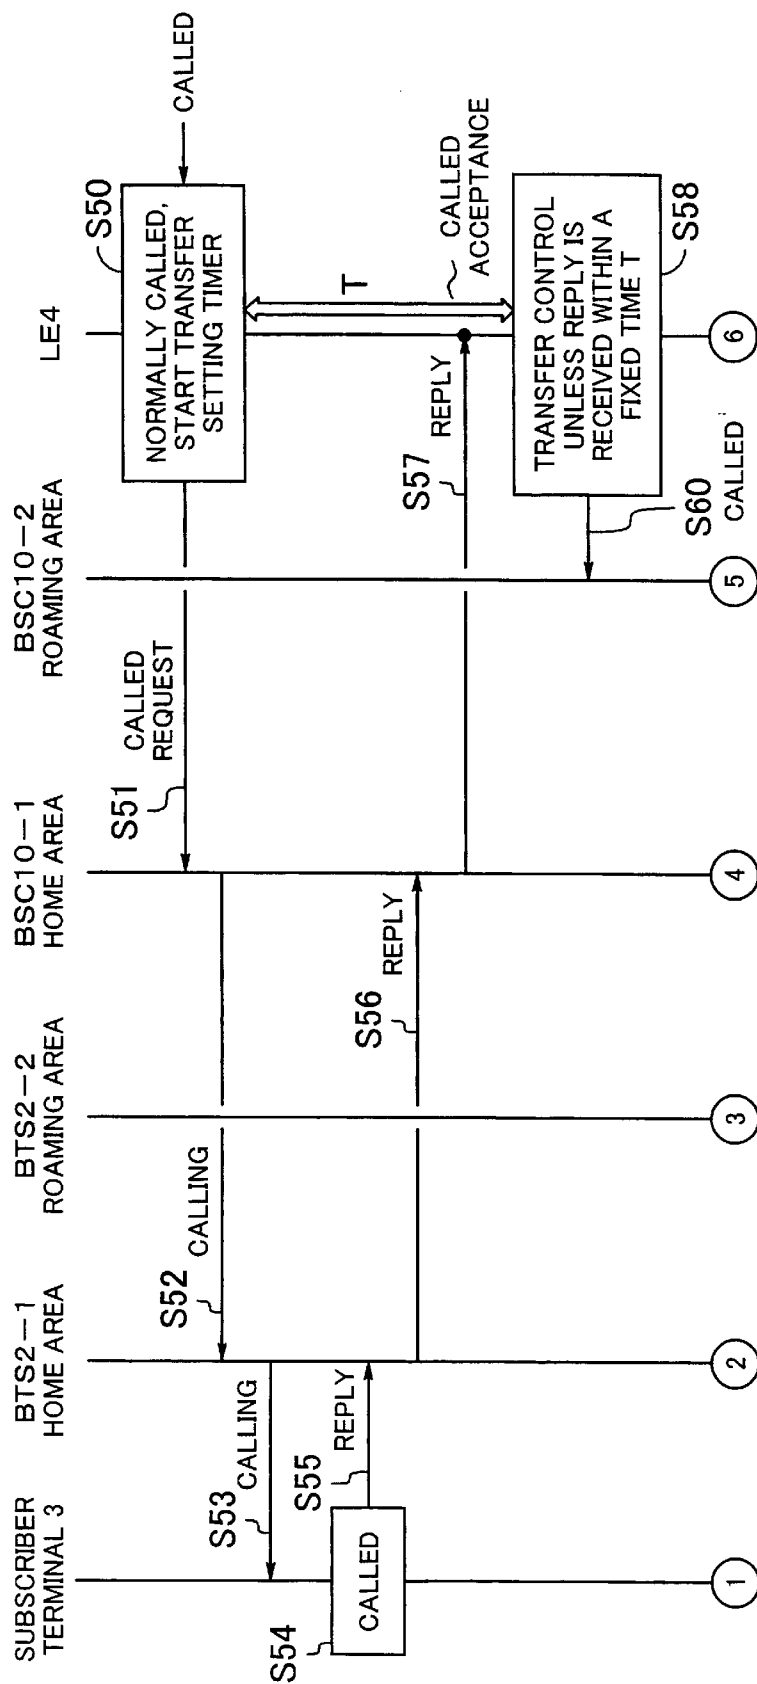 SUBSCRIBER
TERMINAL 3
BTS2-1
HOME AREA
BTS2-2
ROAMING AREA
BSC10-1
HOME AREA
BSC10-2
ROAMING AREA
LE4
S50
NORMALLY CALLED,
START TRANSFER
SETTING TIMER
CALLED
S51
CALLED
REQUEST
S52
CALLING
S53
CALLING
S54
CALLED
S55
REPLY
S56
REPLY
S57
REPLY
T
CALLED
ACCEPTANCE
TRANSFER CONTROL
UNLESS REPLY IS
RECEIVED WITHIN A
FIXED TIME T
S58
S60
CALLED
1
2
3
4
5
6